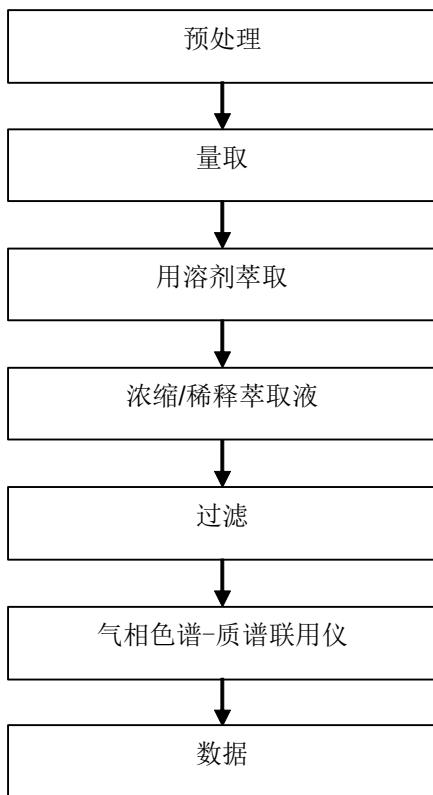 预处理
量取
用溶剂萃取
浓缩/稀释萃取液
过滤
气相色谱-质谱联用仪
数据